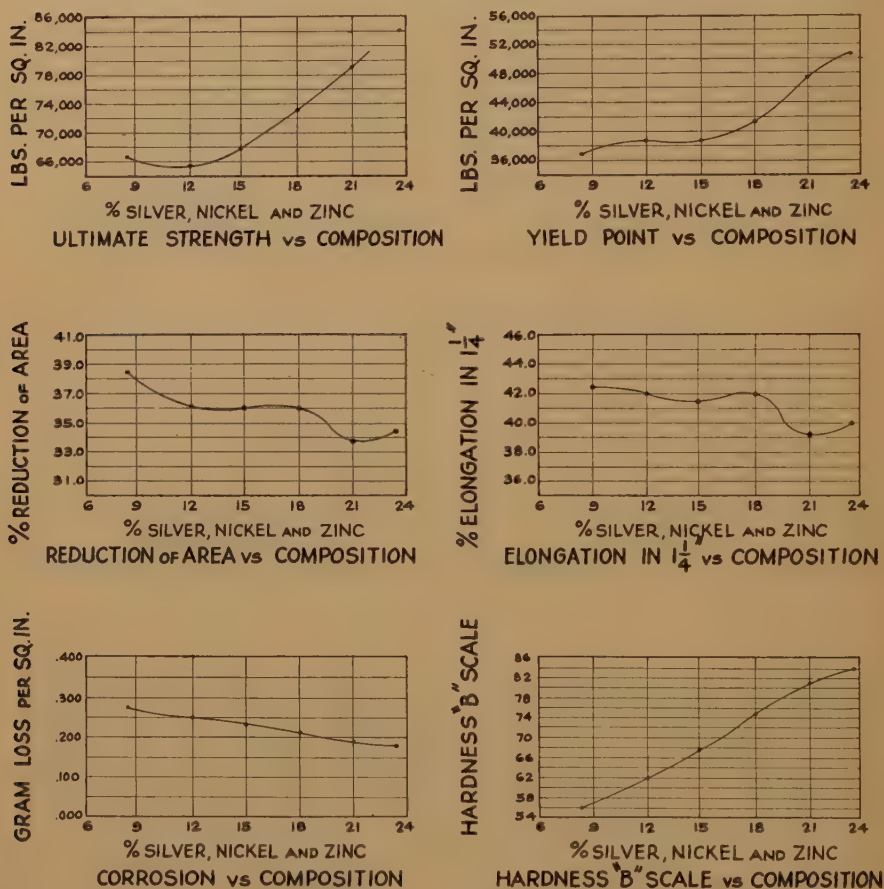 LBS. PER SQ. IN.
86,000
82,000
78,000
74,000
70,000
66,000
6 9 12 15 18 21 24
% SILVER, NICKEL AND ZINC
ULTIMATE STRENGTH vs COMPOSITION
LBS. PER SQ. IN.
56,000
52,000
48,000
44,000
40,000
36,000
6 9 12 15 18 21 24
% SILVER, NICKEL AND ZINC
YIELD POINT vs COMPOSITION
% REDUCTION OF AREA
41.0
39.0
37.0
35.0
33.0
31.0
6 9 12 15 18 21 24
% SILVER, NICKEL AND ZINC
REDUCTION OF AREA vs COMPOSITION
% ELONGATION IN 1 1/4"
46.0
44.0
42.0
40.0
38.0
36.0
6 9 12 15 18 21 24
% SILVER, NICKEL AND ZINC
ELONGATION IN 1 1/4" vs COMPOSITION
GRAM LOSS PER SQ. IN.
.400
.300
.200
.100
.000
6 9 12 15 18 21 24
% SILVER, NICKEL AND ZINC
CORROSION vs COMPOSITION
HARDNESS "B" SCALE
86
82
78
74
70
66
62
58
54
6 9 12 15 18 21 24
% SILVER, NICKEL AND ZINC
HARDNESS "B" SCALE vs COMPOSITION